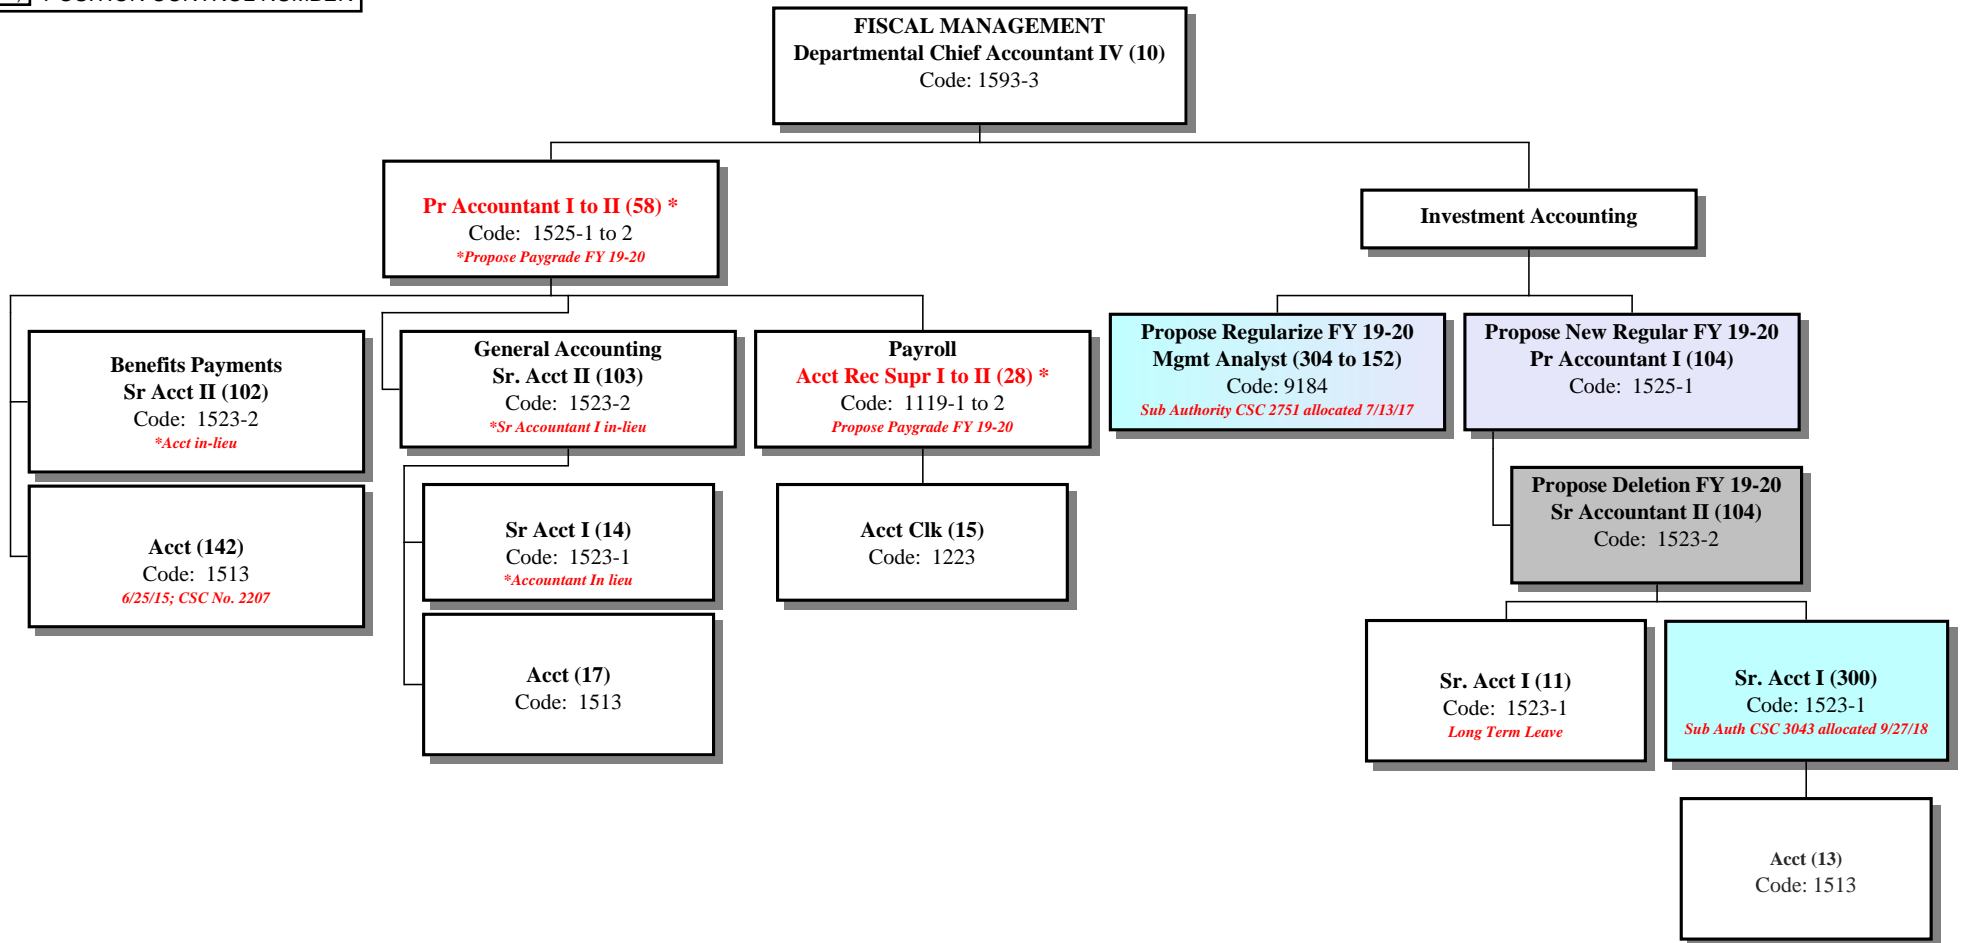 POSITION CONTROL NUMBER
FISCAL MANAGEMENT
Departmental Chief Accountant IV (10)
Code: 1593-3
Pr Accountant I to II (58) *
Code: 1525-1 to 2
*Propose Paygrade FY 19-20
Investment Accounting
Benefits Payments
Sr Acct II (102)
Code: 1523-2
*Acct in-lieu
General Accounting
Sr. Acct II (103)
Code: 1523-2
*Sr Accountant I in-lieu
Payroll
Acct Rec Supr I to II (28) *
Code: 1119-1 to 2
Propose Paygrade FY 19-20
Propose Regularize FY 19-20
Mgmt Analyst (304 to 152)
Code: 9184
Sub Authority CSC 2751 allocated 7/13/17
Propose New Regular FY 19-20
Pr Accountant I (104)
Code: 1525-1
Acct (142)
Code: 1513
6/25/15; CSC No. 2207
Sr Acct I (14)
Code: 1523-1
*Accountant In lieu
Acct Clk (15)
Code: 1223
Propose Deletion FY 19-20
Sr Accountant II (104)
Code: 1523-2
Acct (17)
Code: 1513
Sr. Acct I (11)
Code: 1523-1
Long Term Leave
Sr. Acct I (300)
Code: 1523-1
Sub Auth CSC 3043 allocated 9/27/18
Acct (13)
Code: 1513